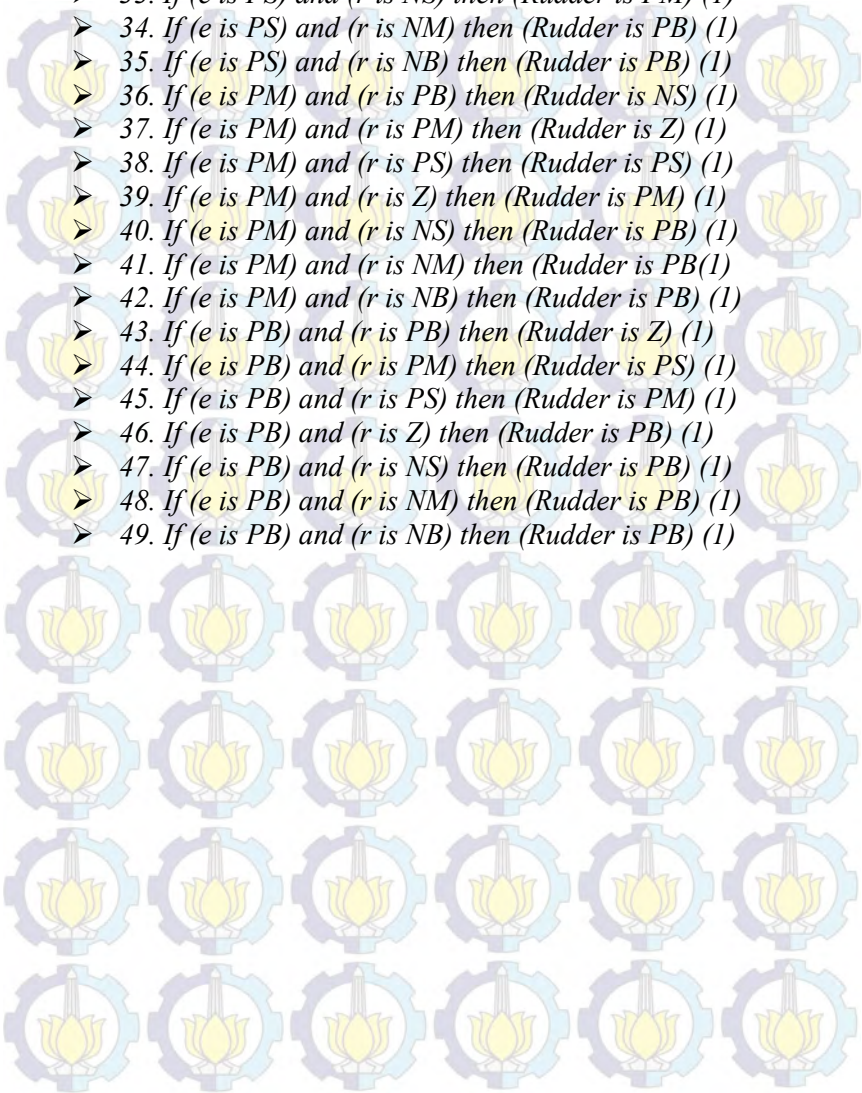 ➢ 34. If (e is PS) and (r is NM) then (Rudder is PB) (1)
➢ 35. If (e is PS) and (r is NB) then (Rudder is PB) (1)
➢ 36. If (e is PM) and (r is PB) then (Rudder is NS) (1)
➢ 37. If (e is PM) and (r is PM) then (Rudder is Z) (1)
➢ 38. If (e is PM) and (r is PS) then (Rudder is PS) (1)
➢ 39. If (e is PM) and (r is Z) then (Rudder is PM) (1)
➢ 40. If (e is PM) and (r is NS) then (Rudder is PB) (1)
➢ 41. If (e is PM) and (r is NM) then (Rudder is PB(1)
➢ 42. If (e is PM) and (r is NB) then (Rudder is PB) (1)
➢ 43. If (e is PB) and (r is PB) then (Rudder is Z) (1)
➢ 44. If (e is PB) and (r is PM) then (Rudder is PS) (1)
➢ 45. If (e is PB) and (r is PS) then (Rudder is PM) (1)
➢ 46. If (e is PB) and (r is Z) then (Rudder is PB) (1)
➢ 47. If (e is PB) and (r is NS) then (Rudder is PB) (1)
➢ 48. If (e is PB) and (r is NM) then (Rudder is PB) (1)
➢ 49. If (e is PB) and (r is NB) then (Rudder is PB) (1)